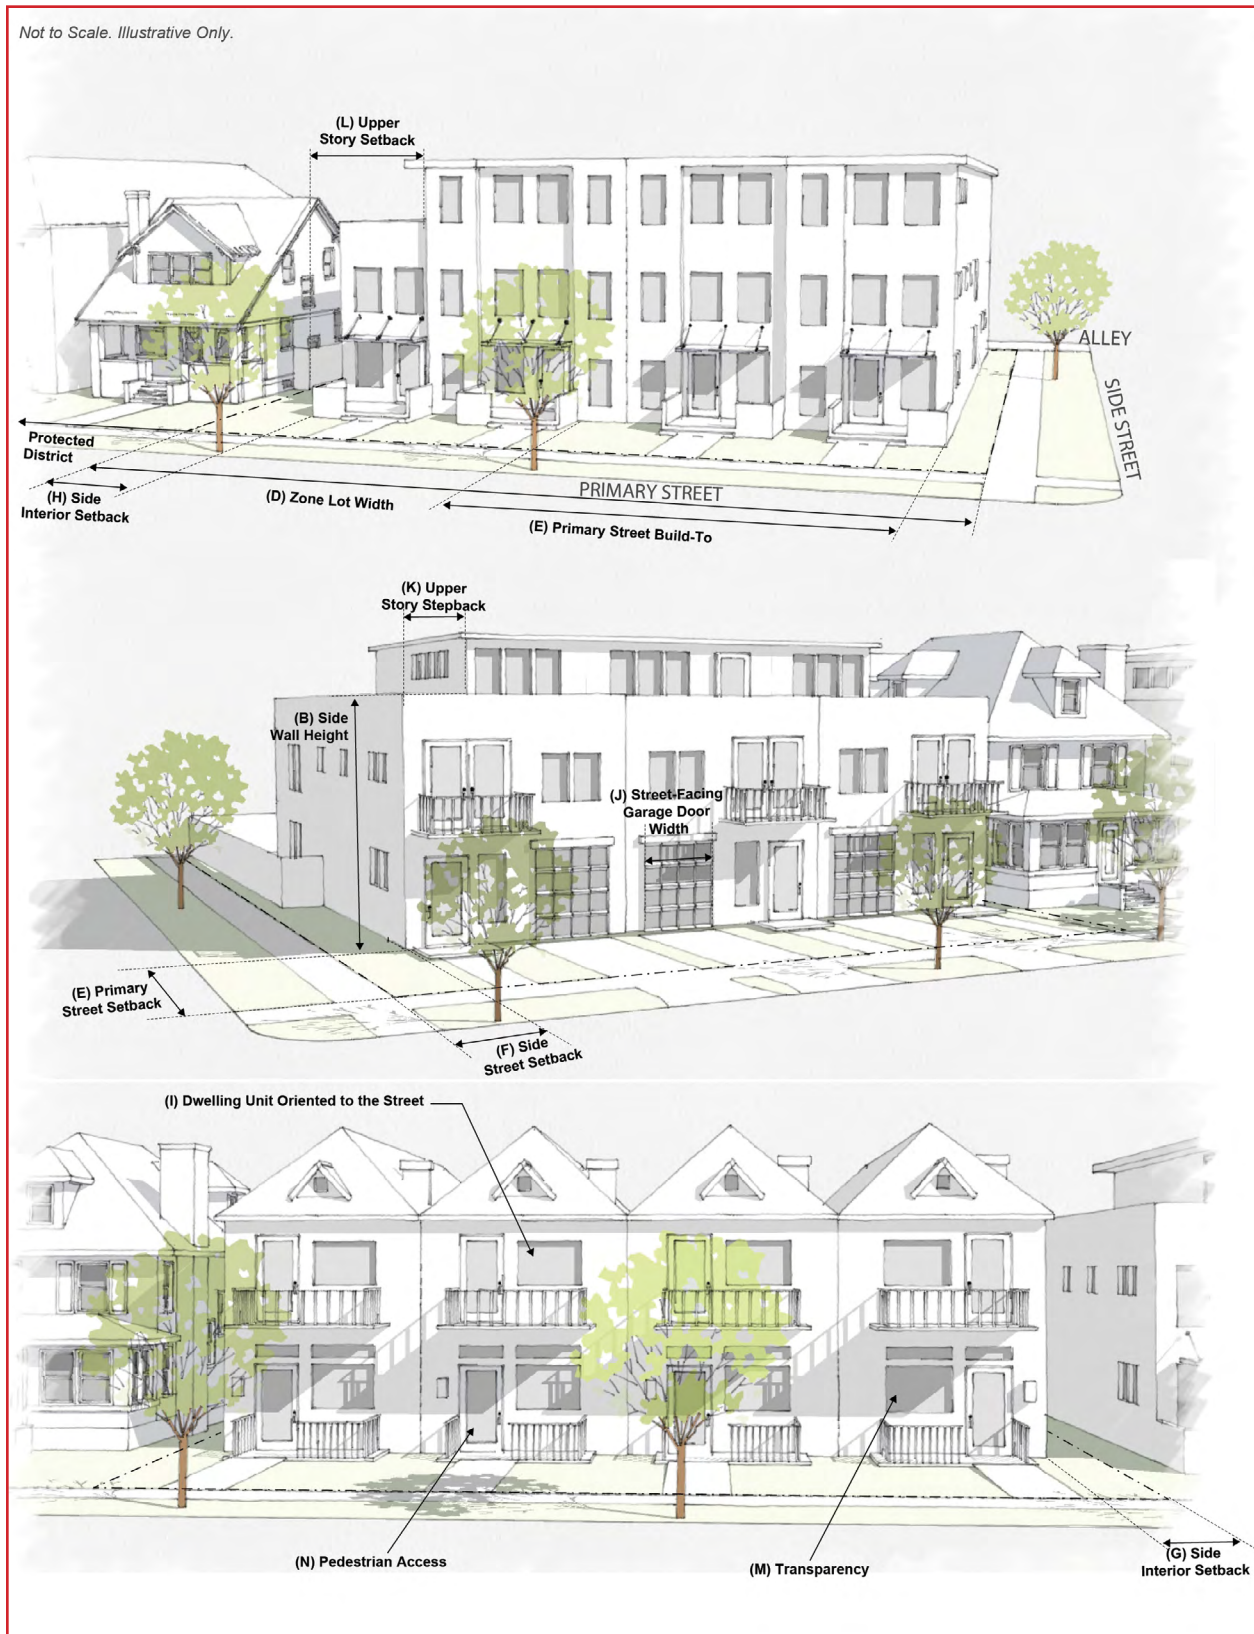 Not to Scale. Illustrative Only.
(L) Upper
Story Setback
ALLEY
SIDE STREET
Protected
District
(H) Side
Interior Setback
(D) Zone Lot Width
PRIMARY STREET
(E) Primary Street Build-To
(K) Upper
Story Stepback
(B) Side
Wall Height
(J) Street-Facing
Garage Door
Width
(E) Primary
Street Setback
(F) Side
Street Setback
(I) Dwelling Unit Oriented to the Street
(N) Pedestrian Access
(M) Transparency
(G) Side
Interior Setback